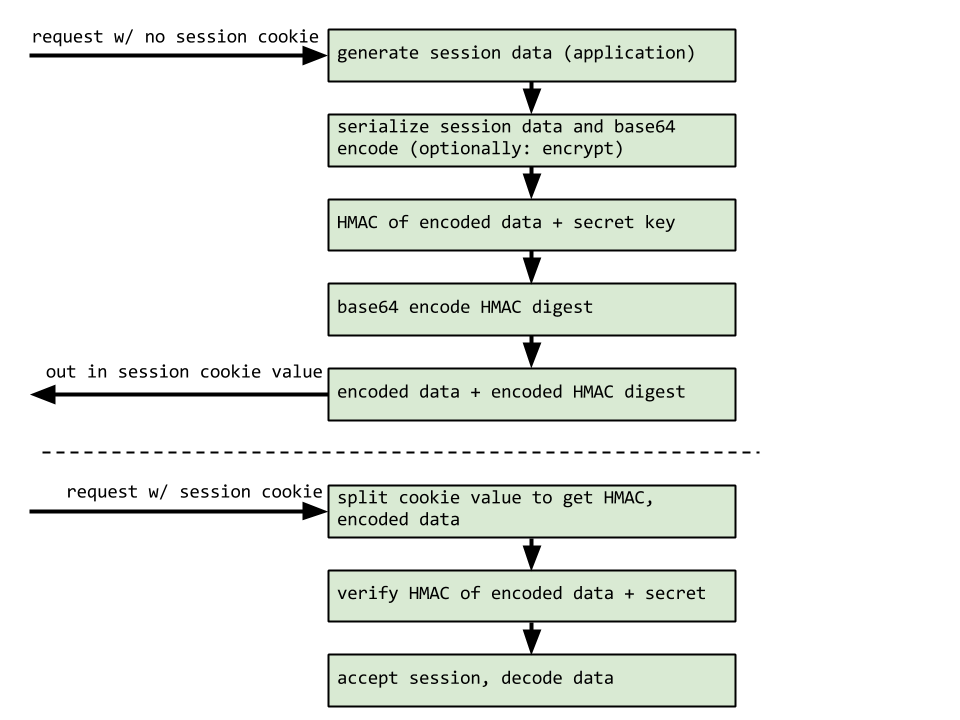 request w/ no session cookie
generate session data (application)
serialize session data and base64
encode (optionally: encrypt)
HMAC of encoded data + secret key
base64 encode HMAC digest
out in session cookie value
encoded data + encoded HMAC digest
request w/ session cookie
split cookie value to get HMAC,
encoded data
verify HMAC of encoded data + secret
accept session, decode data